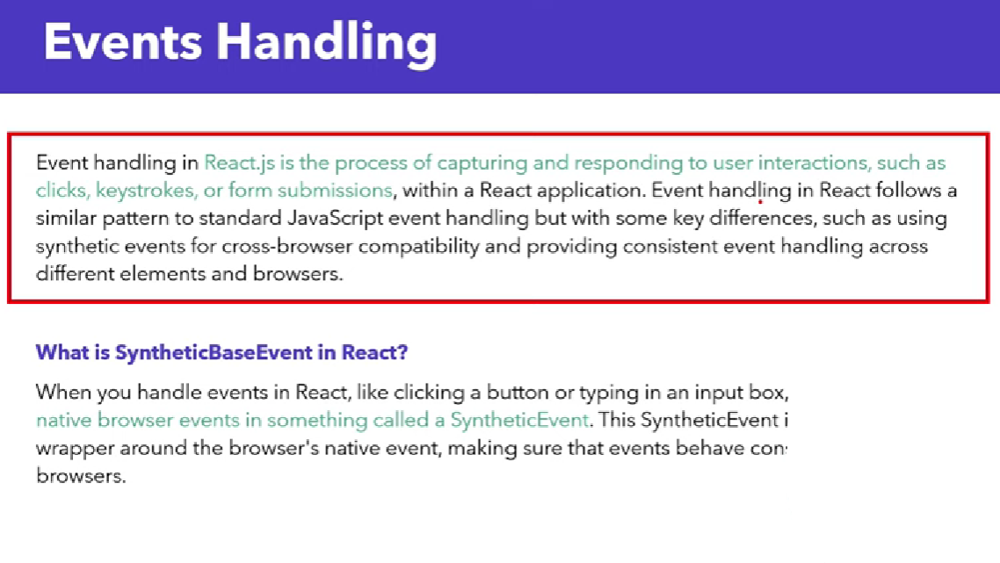 Events Handling
Event handling in React.js is the process of capturing and responding to user interactions, such as
clicks, keystrokes, or form submissions, within a React application. Event handling in React follows a
similar pattern to standard JavaScript event handling but with some key differences, such as using
synthetic events for cross-browser compatibility and providing consistent event handling across
different elements and browsers.
What is SyntheticBaseEvent in React?
When you handle events in React, like clicking a button or typing in an input box,
native browser events in something called a SyntheticEvent. This SyntheticEvent
wrapper around the browser's native event, making sure that events behave
browsers.